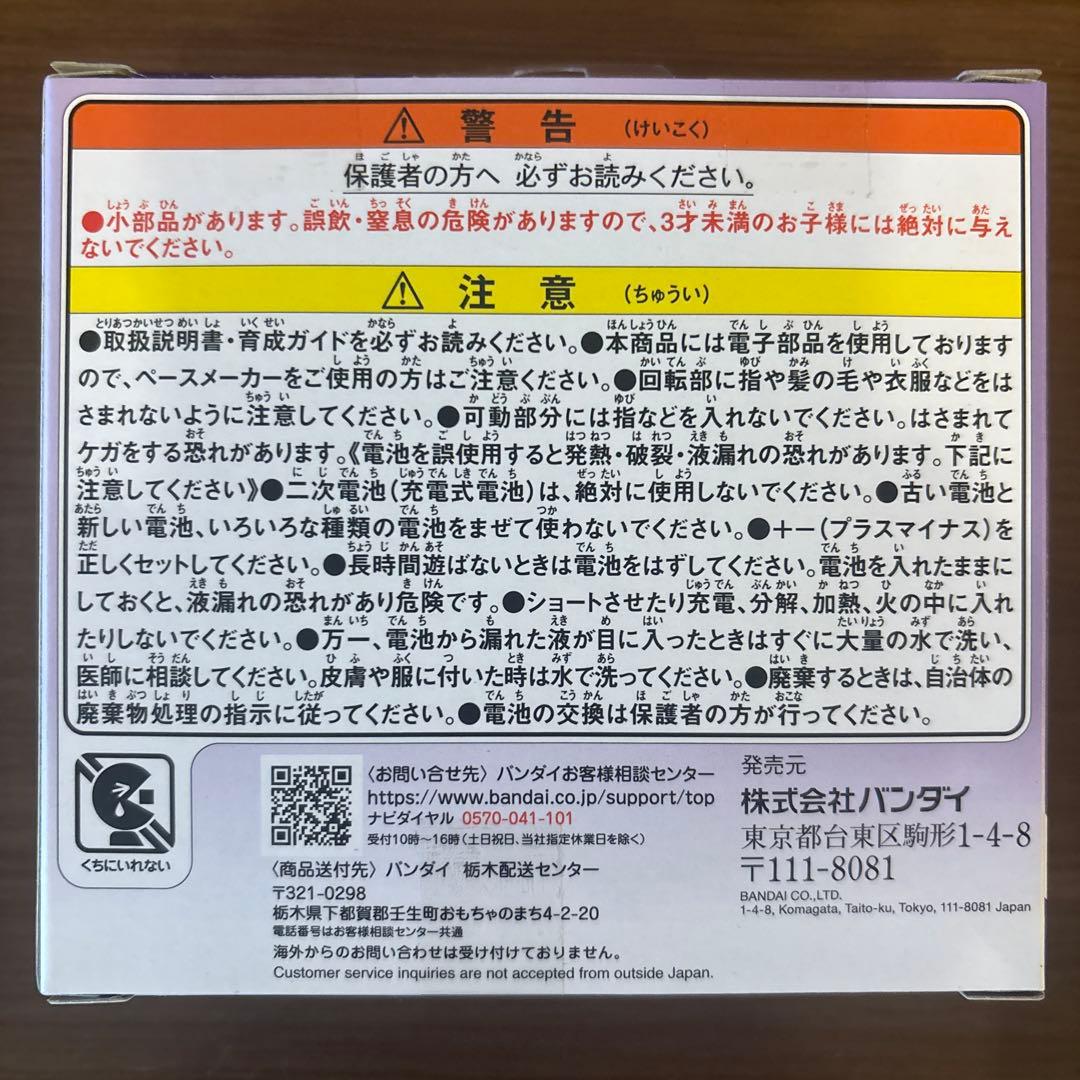 警告 (けいこく)
保護者の方へ 必ずお読みください。
●小部品があります。誤飲・窒息の危険がありますので、3才未満のお子様には絶対に与え
ないでください。
注意 (ちゅうい)
●取扱説明書・育成ガイドを必ずお読みください。●本商品には電子部品を使用しております
ので、ペースメーカーをご使用の方はご注意ください。●回転部に指や髪の毛や衣服などをは
さまれないように注意してください。●可動部分には指などを入れないでください。はさまれて
ケガをする恐れがあります。《電池を誤使用すると発熱・破裂・液漏れの恐れがあります。下記に
注意してください》●二次電池(充電式電池)は、絶対に使用しないでください。●古い電池と
新しい電池、いろいろな種類の電池をまぜて使わないでください。●+-(プラスマイナス)を
正しくセットしてください。●長時間遊ばないときは電池をはずしてください。電池を入れたままに
しておくと、液漏れの恐れがあり危険です。●ショートさせたり充電、分解、加熱、火の中に入れ
たりしないでください。●万一、電池から漏れた液が目に入ったときはすぐに大量の水で洗い、
医師に相談してください。皮膚や服に付いた時は水で洗ってください。●廃棄するときは、自治体の
廃棄物処理の指示に従ってください。●電池の交換は保護者の方が行ってください。
くちにいれない
〈お問い合せ先〉バンダイお客様相談センター
https://www.bandai.co.jp/support/top
ナビダイヤル 0570-041-101
受付10時〜16時(土日祝日、当社指定休業日を除く)
〈商品送付先〉バンダイ 栃木配送センター
〒321-0298
栃木県下都賀郡壬生町おもちゃのまち4-2-20
電話番号はお客様相談センター共通
海外からのお問い合わせは受け付けておりません。
Customer service inquiries are not accepted from outside Japan.
発売元
株式会社バンダイ
東京都台東区駒形1-4-8
〒111-8081
BANDAI CO.,LTD.
1-4-8, Komagata, Taito-ku, Tokyo, 111-8081 Japan